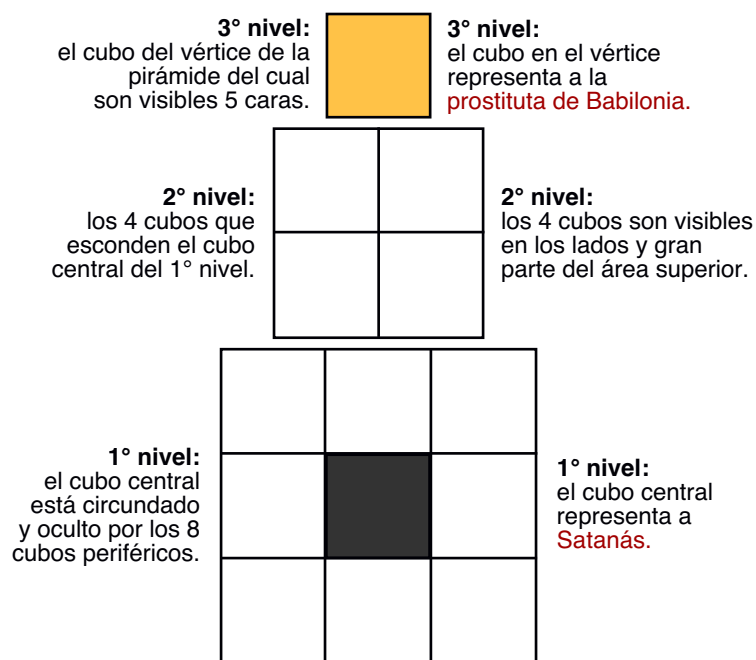 3° nivel:
el cubo del vértice de la
pirámide del cual
son visibles 5 caras.
3° nivel:
el cubo en el vértice
representa a la
prostituta de Babilonia.
2° nivel:
los 4 cubos que
esconden el cubo
central del 1° nivel.
2° nivel:
los 4 cubos son visibles
en los lados y gran
parte del área superior.
1° nivel:
el cubo central
está circundado
y oculto por los 8
cubos periféricos.
1° nivel:
el cubo central
representa a
Satanás.